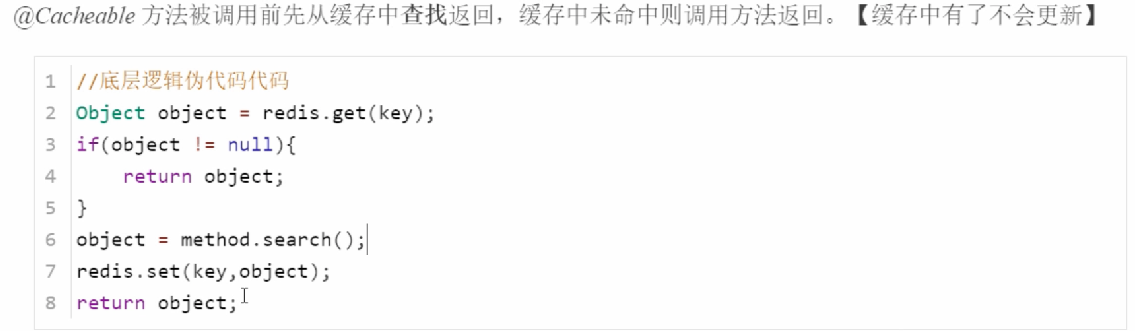 @Cacheable 方法被调用前先从缓存中查找返回，缓存中未命中则调用方法返回。【缓存中有了不会更新】
1 //底层逻辑伪代码代码
2 Object object = redis.get(key);
3 if(object != null){
4     return object;
5 }
6 object = method.search();
7 redis.set(key,object);
8 return object;